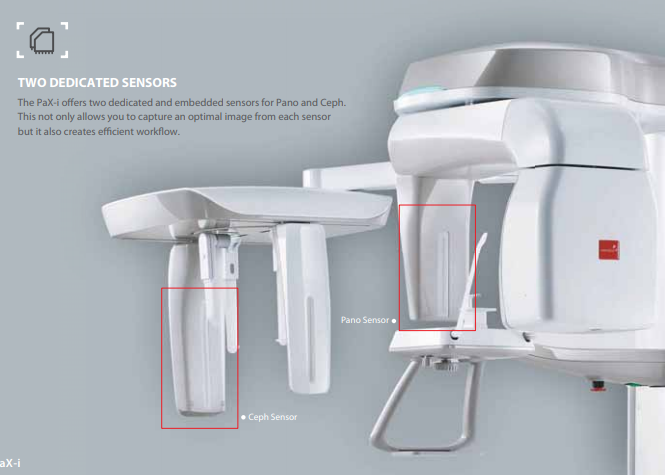 TWO DEDICATED SENSORS
The PaX-i offers two dedicated and embedded sensors for Pano and Ceph.
This not only allows you to capture an optimal image from each sensor
but it also creates efficient workflow.
Pano Sensor
Ceph Sensor
aX-i